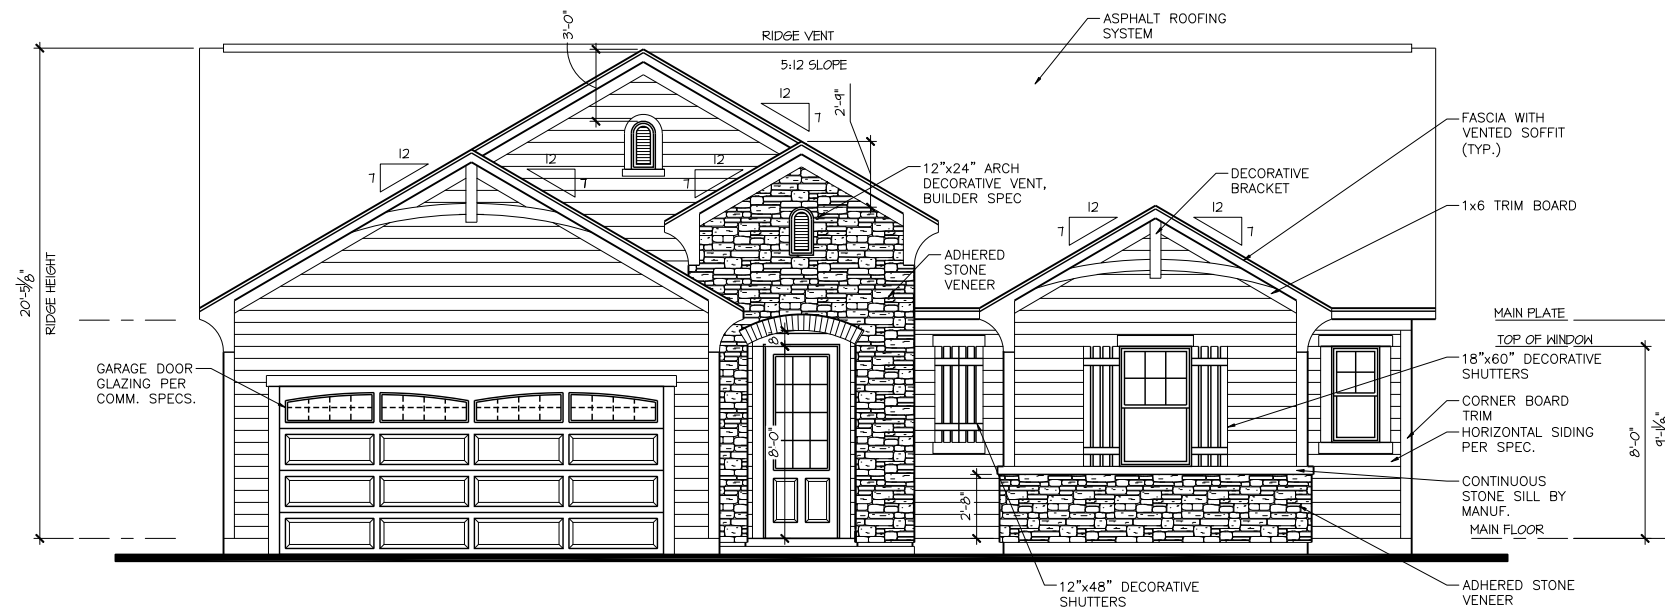 3'-0"
ASPHALT ROOFING
SYSTEM
RIDGE VENT
5:12 SLOPE
12
7
2'-9"
FASCIA WITH
VENTED SOFFIT
(TYP.)
12
7
12
7
12
7
12"x24" ARCH
DECORATIVE VENT,
BUILDER SPEC
DECORATIVE
BRACKET
12
7
12
7
1x6 TRIM BOARD
20'-5⅛"
RIDGE HEIGHT
ADHERED
STONE
VENEER
MAIN PLATE
TOP OF WINDOW
8"
18"x60" DECORATIVE
SHUTTERS
GARAGE DOOR
GLAZING PER
COMM. SPECS.
CORNER BOARD
TRIM
HORIZONTAL SIDING
PER SPEC.
8'-0"
8'-0"
9'-1½"
CONTINUOUS
STONE SILL BY
MANUF.
2'-8"
MAIN FLOOR
12"x48" DECORATIVE
SHUTTERS
ADHERED STONE
VENEER